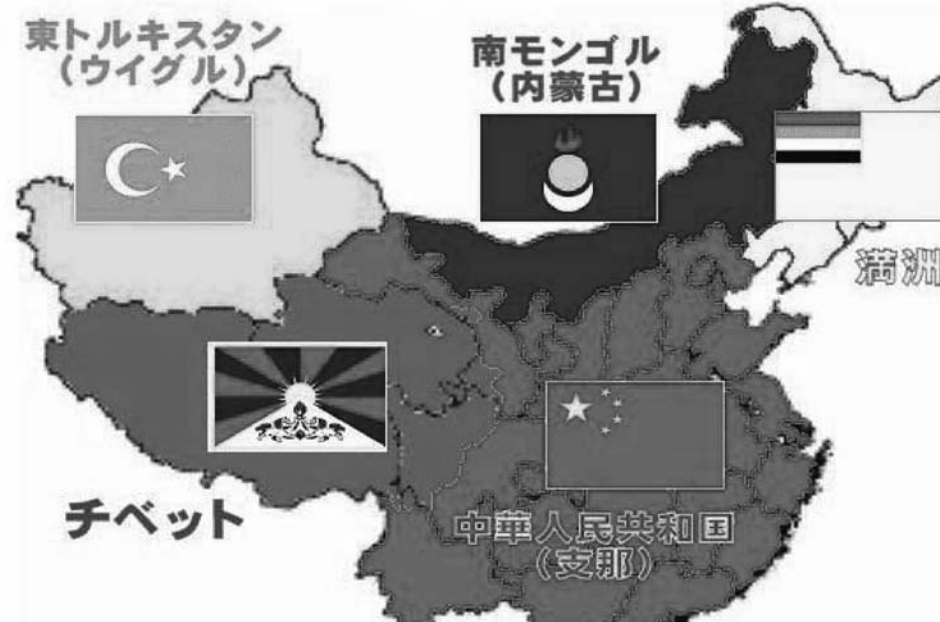 東トルキスタン
(ウイグル)
南モンゴル
(内蒙古)
満洲
チベット
中華人民共和国
(支那)